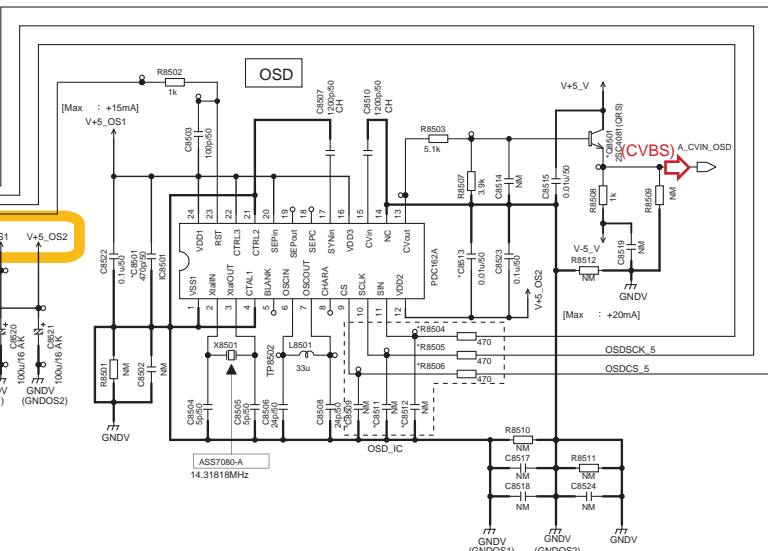 OSD
R8502
1k
[Max : +15mA]
V+5_OS1
C8503
100p/50
C8507
1200p/50
CH
C8510
1200p/50
CH
R8503
5.1k
R8507
3.9k
C8514
NM
C8515
0.01u/50
V+5_V
*Q8501
2SC4081(QRS)
(CVBS)
A_CVIN_OSD
R8508
1k
R8509
NM
V-5_V
R8512
NM
C8519
NM
GNDV
[Max : +20mA]
S1
V+5_OS2
C8522
0.1u/50
*C8501
470p/50
IC8501
24
23
22
21
20
19
18
17
16
15
14
13
VDD1
RST
CTRL3
CTRL2
SEPin
SEPout
SEPC
SYNin
VDD3
CVin
NC
CVout
PDC162A
VSS1
XtalIN
XtalOUT
CTAL1
BLANK
OSCIN
OSCOUT
CHARA
CS
SCLK
SIN
VDD2
1
2
3
4
5
6
7
8
9
10
11
12
*C8513
0.01u/50
C8523
0.1u/50
V+5_OS2
C8520
100u/16 AK
C8521
100u/16 AK
GNDV
(GNDOS2)
R8501
NM
C8502
NM
GNDV
X8501
TP8502
L8501
33u
C8504
5p/50
C8505
5p/50
C8506
24p/50
C8508
24p/50
*C8509
NM
*C8511
NM
*C8512
NM
*R8504
470
*R8505
470
*R8506
470
OSDSCK_5
OSDCS_5
OSD_IC
ASS7080-A
14.31818MHz
R8510
NM
C8517
NM
C8518
NM
R8511
NM
C8524
NM
GNDV
(GNDOS1)
GNDV
(GNDOS2)
GNDV